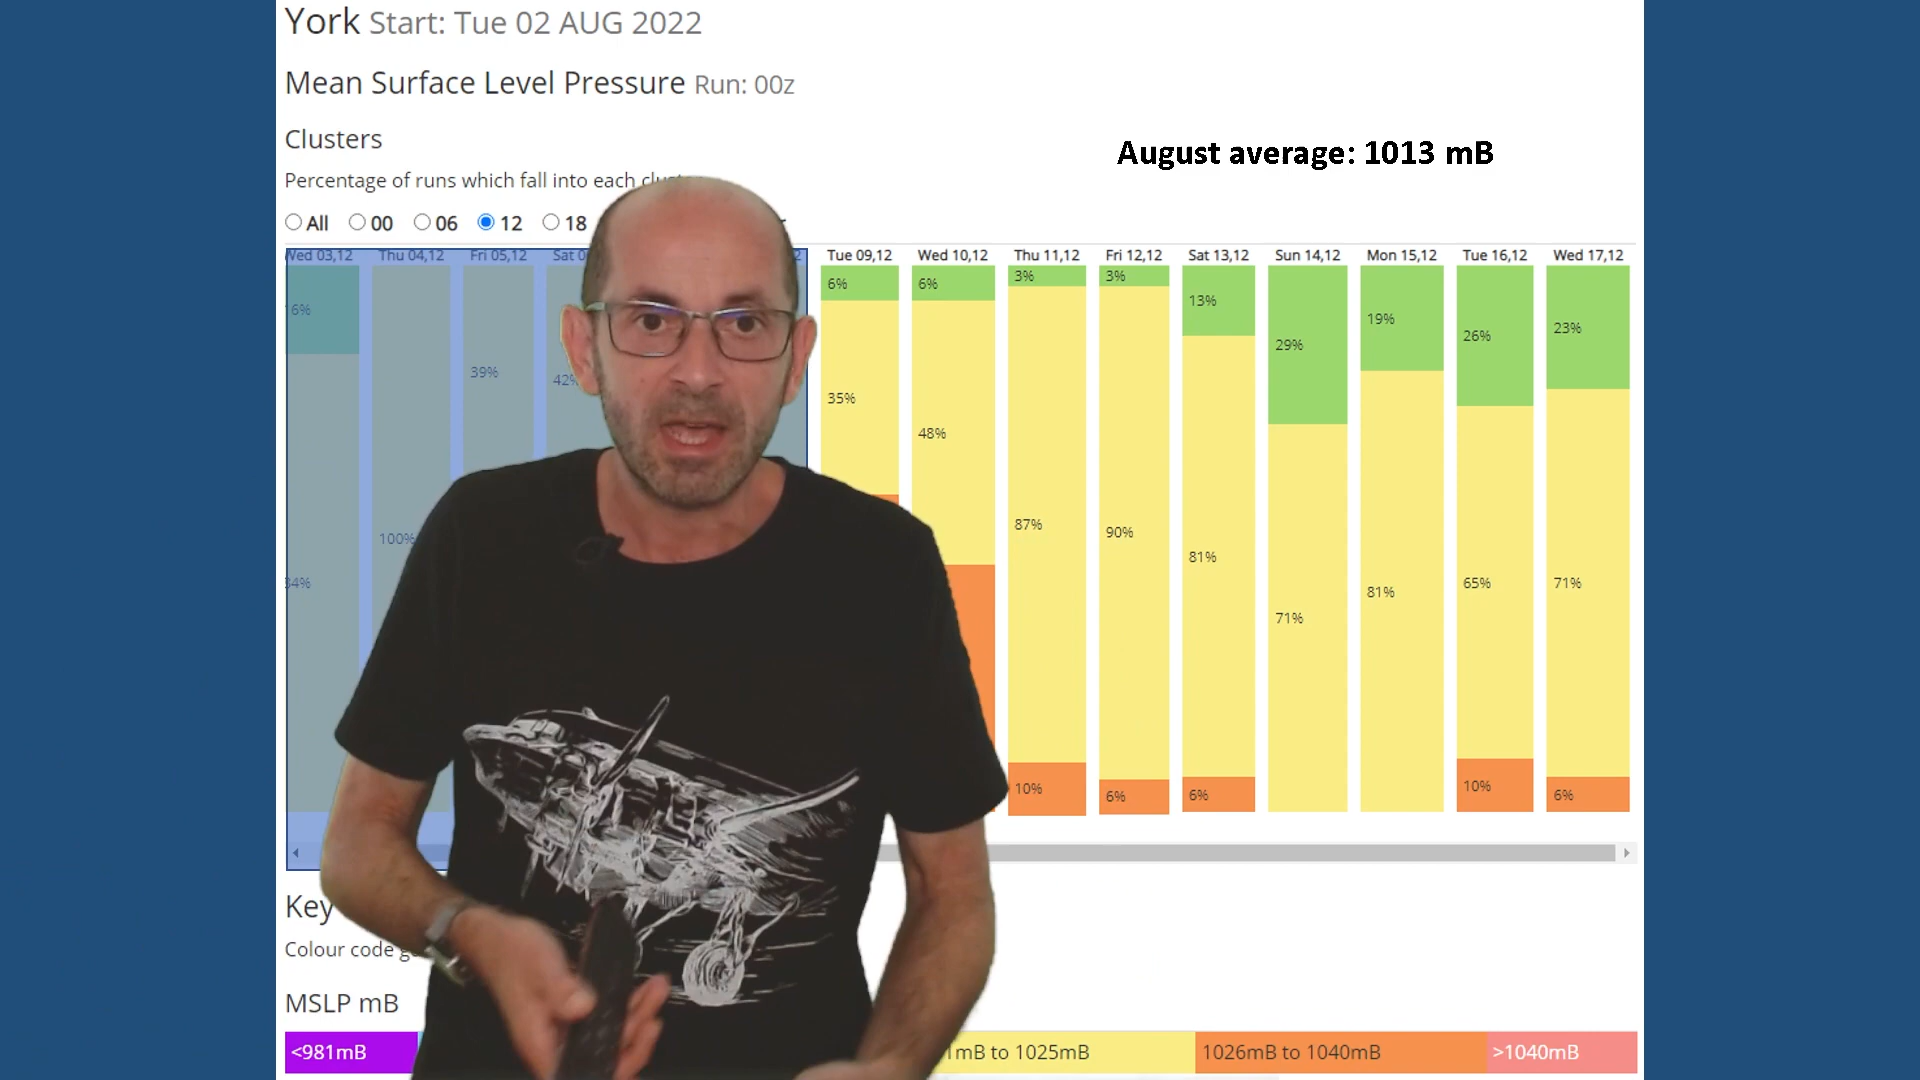 York Start: Tue 02 AUG 2022
Mean Surface Level Pressure Run: 00z
Clusters
August average: 1013 mB
Percentage of runs which fall into each
All 00 06 12 18
Wed 03,12 Thu 04,12 Fri 05,12 Tue 09,12 Wed 10,12 Thu 11,12 Fri 12,12 Sat 13,12 Sun 14,12 Mon 15,12 Tue 16,12 Wed 17,12
6% 6% 3% 3% 13% 29% 19% 26% 23%
39% 42% 35% 48%
100% 87% 90% 81% 71% 81% 65% 71%
10% 6% 6% 10% 6%
Key
Colour code
MSLP mB
<981mB to 1025mB 1026mB to 1040mB >1040mB